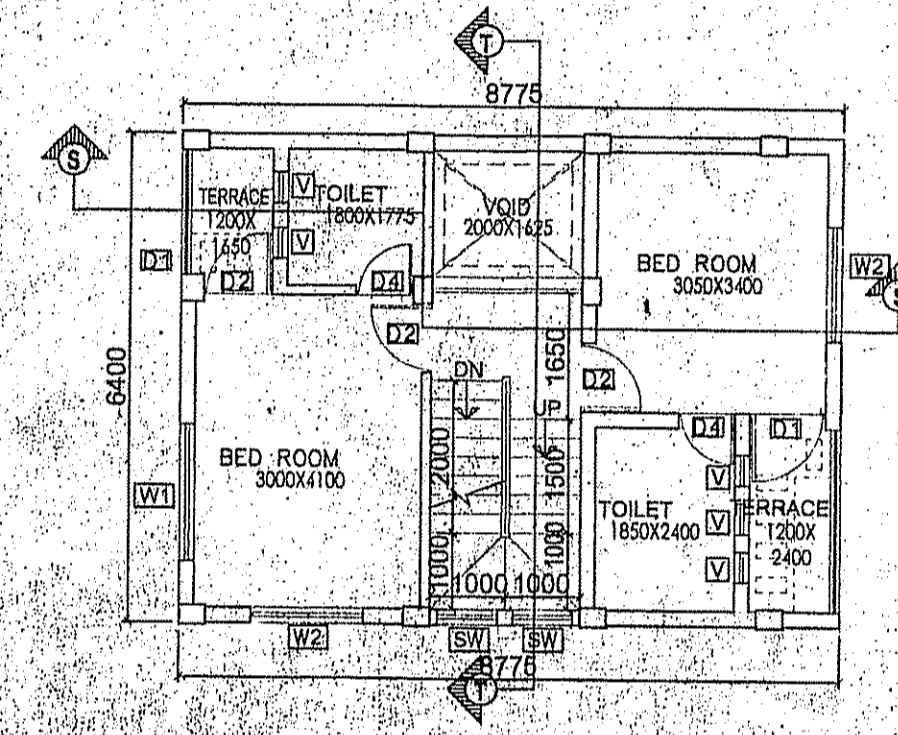 T
8775
S
TERRACE
1200X
1650
V
TOILET
1800X1775
V
VOID
2000X1625
BED ROOM
3050X3400
D1
D2
D4
W2
D2
6400
1650
DN
D2
UP
D4
D1
BED ROOM
3000X4100
2000
1500
V
W1
TOILET
1850X2400
V
TERRACE
1200X
2400
1000
1000
V
1000
1000
W2
SW
SW
8775
T